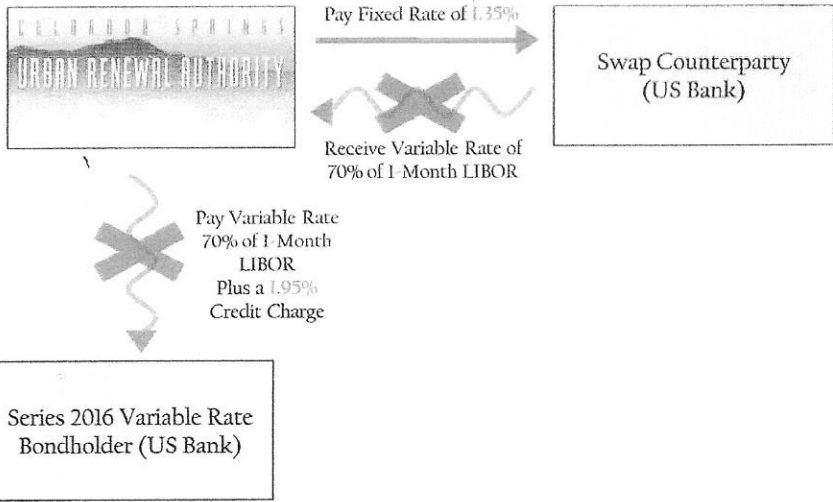 COLORADO SPRINGS
URBAN RENEWAL AUTHORITY
Pay Fixed Rate of 1.35%
Swap Counterparty
(US Bank)
Receive Variable Rate of
70% of 1-Month LIBOR
Pay Variable Rate
70% of 1-Month
LIBOR
Plus a 1.95%
Credit Charge
Series 2016 Variable Rate
Bondholder (US Bank)